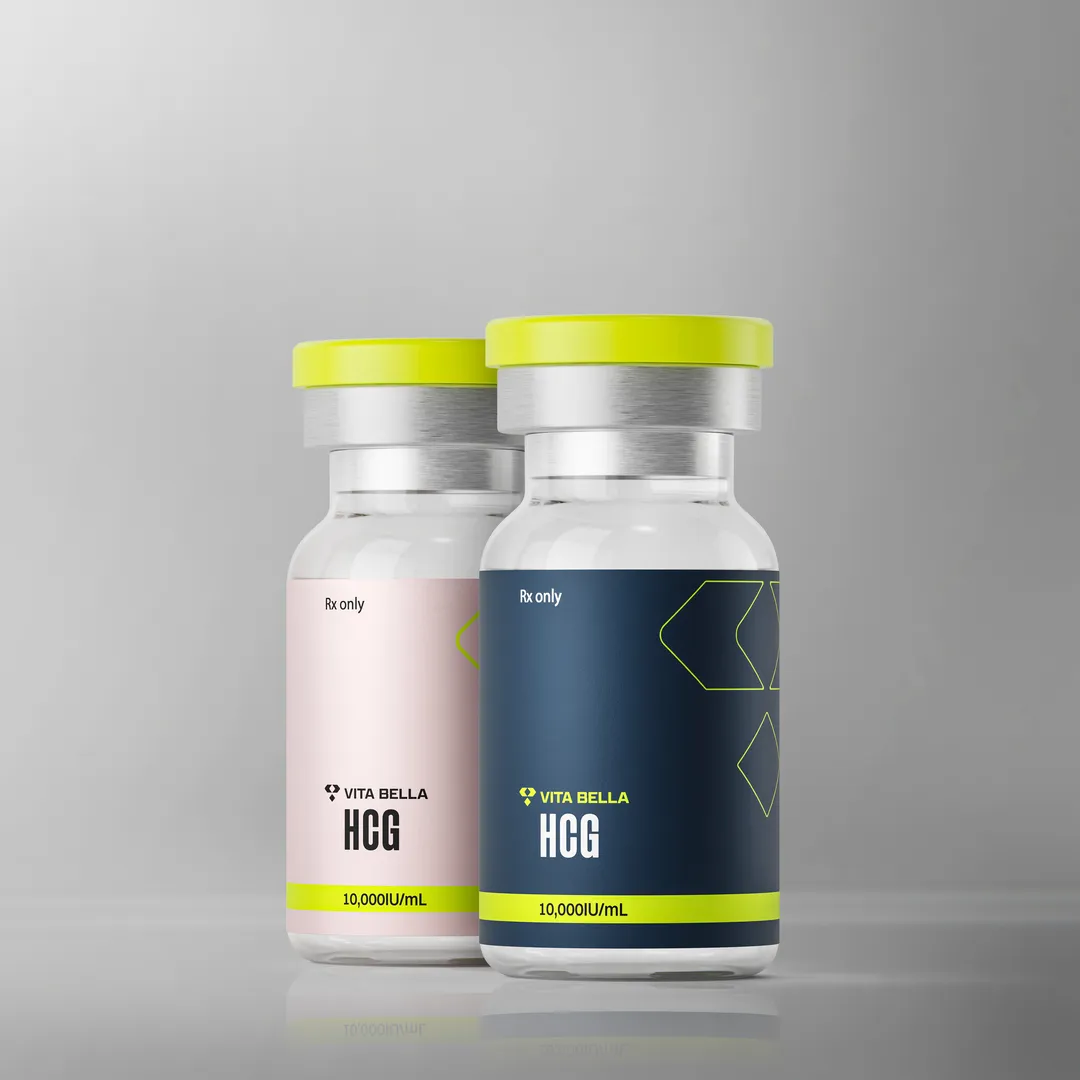 Rx only
VITA BELLA
HCG
10,000IU/mL
Rx only
VITA BELLA
HCG
10,000IU/mL